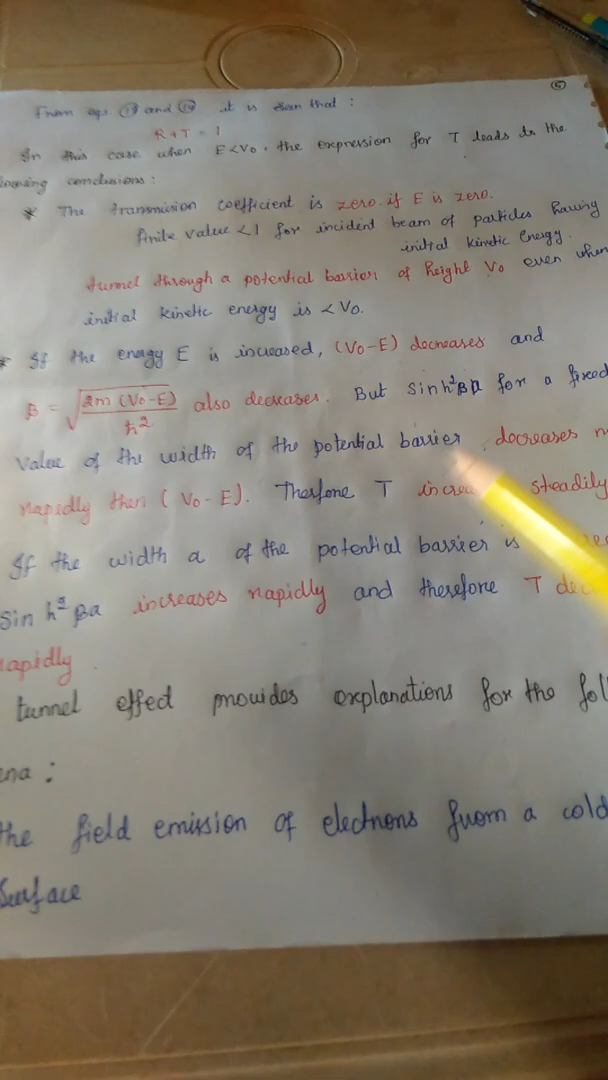 5
From eqs (13) and it is seen that :
R+T = 1
In this case when E<V₀, the expression for T leads to the
conclusions :
* The transmission coefficient is zero if E is zero.
finite value <1 for incident beam of particles having
initial kinetic Energy.
tunnel through a potential barrier of height V₀ even when
initial kinetic energy is < V₀.
* If the energy E is increased, (V₀-E) decreases and
β = √2m (V₀-E)/ħ² also decreases. But Sinh²βa for a fixed
value of the width of the potential barrier decreases
rapidly than (V₀-E). Therfone T steadily
If the width a of the potential barrier is
Sin h²βa increases rapidly and therefore T
rapidly.
tunnel effect provides explanations for the
:
the field emission of electrons from a cold
Surface